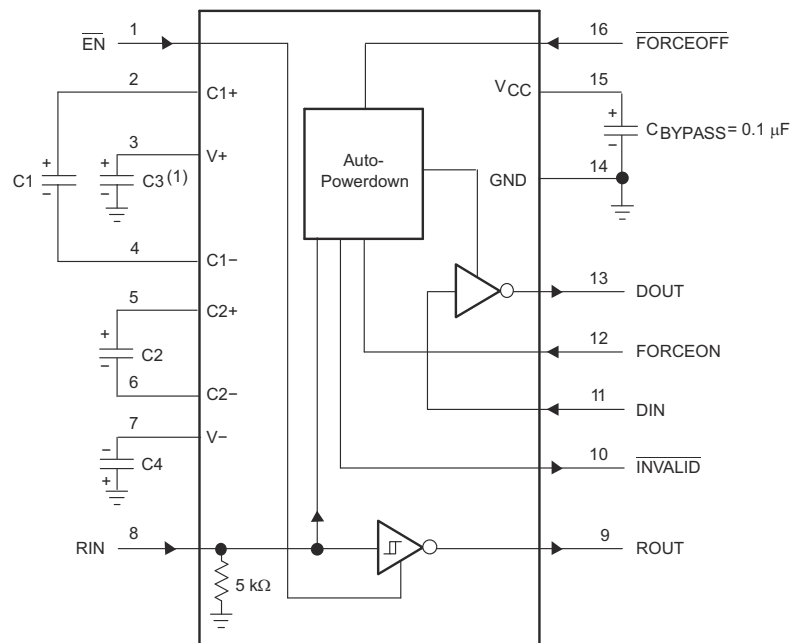 1
EN
16
FORCEOFF
2
C1+
VCC
15
+
−
CBYPASS = 0.1 μF
3
V+
+
−
C3(1)
+
−
C1
Auto-
Powerdown
GND
14
4
C1−
5
C2+
13
DOUT
+
−
C2
12
FORCEON
6
C2−
11
DIN
7
V−
−
+
C4
10
INVALID
8
RIN
9
ROUT
5 kΩ